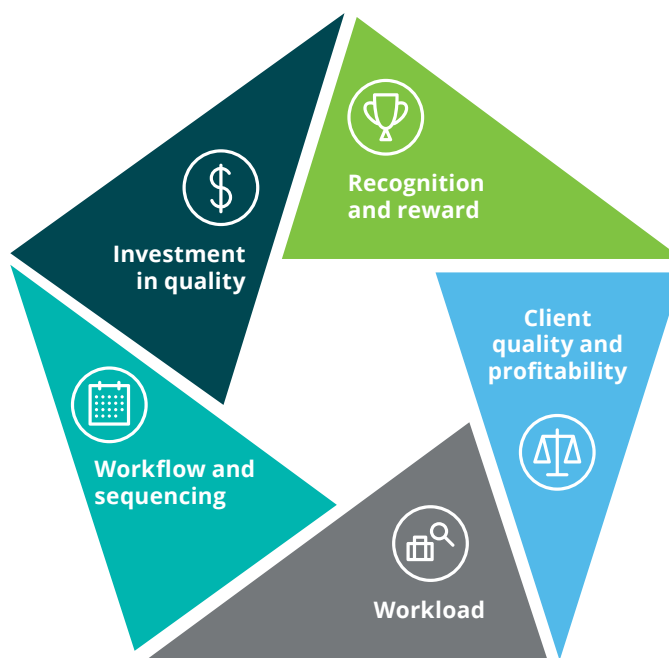 Recognition
and reward
Investment
in quality
Client
quality and
profitability
Workflow and
sequencing
Workload